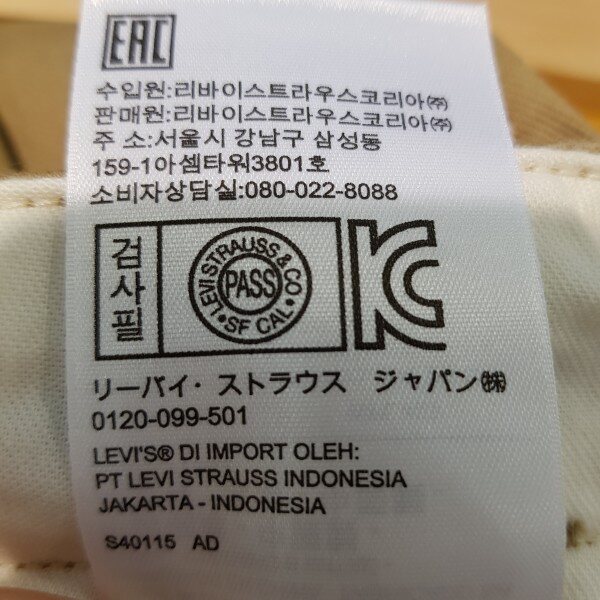 EAC
수입원:리바이스트라우스코리아㈜
판매원:리바이스트라우스코리아㈜
주 소:서울시 강남구 삼성동
159-1아셈타워3801호
소비자상담실:080-022-8088
검사필
LEVI STRAUSS & CO
PASS
SF CAL
KC
リーバイ・ストラウス ジャパン㈱
0120-099-501
LEVI'S® DI IMPORT OLEH:
PT LEVI STRAUSS INDONESIA
JAKARTA - INDONESIA
S40115 AD